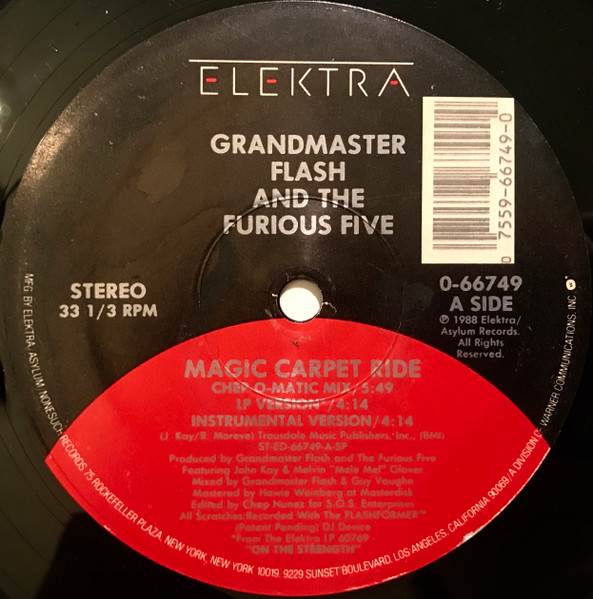 ELEKTRA
GRANDMASTER
FLASH
AND THE
FURIOUS FIVE
0 7559-66749-0
STEREO
33 1/3 RPM
0-66749
A SIDE
℗ 1988 Elektra/
Asylum Records.
All Rights
Reserved.
MAGIC CARPET RIDE
CHEP-O-MATIC MIX/5:49
LP VERSION*/4:14
INSTRUMENTAL VERSION/4:14
(J. Kay/R. Moreve) Trousdale Music Publishers, Inc., (BMI)
ST-ED-66749-A-SP
Produced by Grandmaster Flash and The Furious Five
Featuring John Kay & Melvin "Mele Mel" Glover
Mixed by Grandmaster Flash & Guy Vaughn
Mastered by Howie Weinberg at Masterdisk
Edited by Chep Nunez for S.O.S. Enterprises
All Scratches Recorded With The FLASHFORMER™
(Patent Pending) DJ Device
*From The Elektra LP 60769 -
"ON THE STRENGTH"
MFG. BY ELEKTRA/ASYLUM/NONESUCH RECORDS 75 ROCKEFELLER PLAZA, NEW YORK, NEW YORK 10019. 9229 SUNSET BOULEVARD, LOS ANGELES, CALIFORNIA 90069/A DIVISION OF WARNER COMMUNICATIONS, INC.